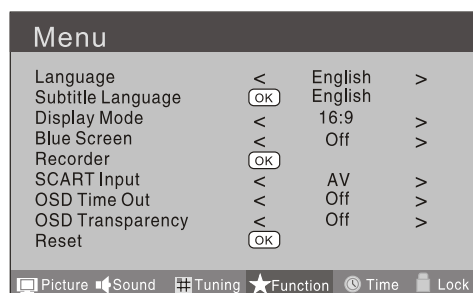 Menu
Language < English >
Subtitle Language OK English
Display Mode < 16:9 >
Blue Screen < Off >
Recorder OK
SCART Input < AV >
OSD Time Out < Off >
OSD Transparency < Off >
Reset OK
Picture Sound Tuning Function Time Lock